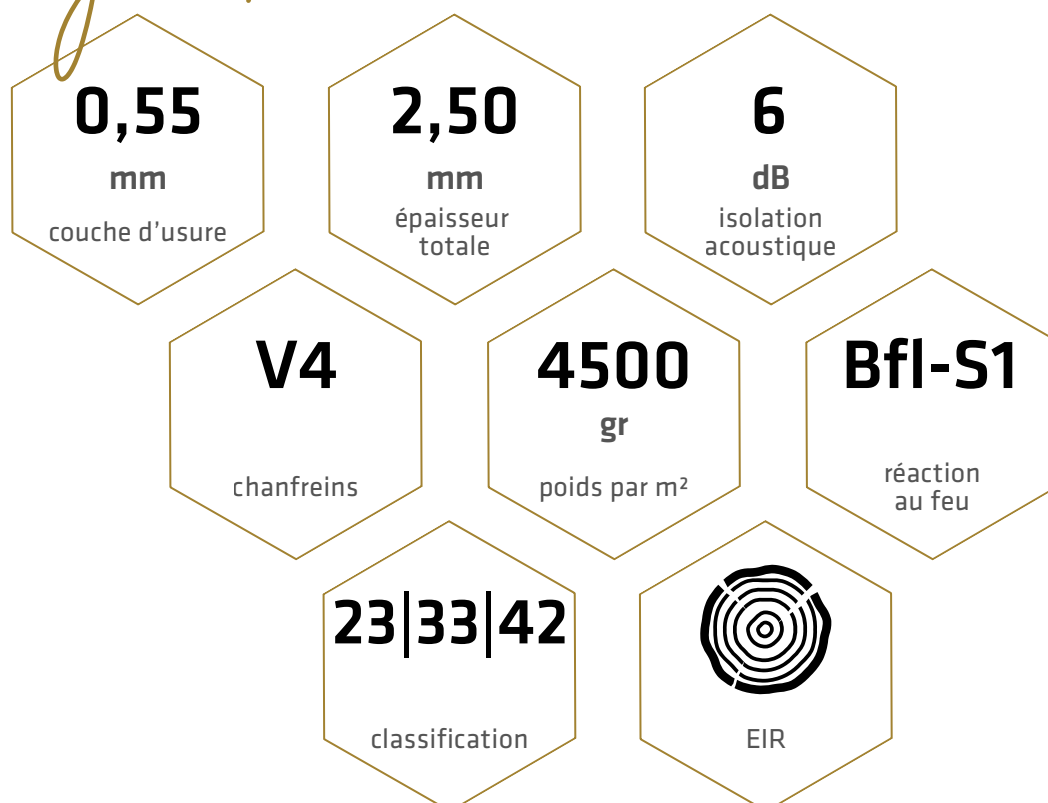 0,55
mm
couche d'usure
2,50
mm
épaisseur
totale
6
dB
isolation
acoustique
V4
chanfreins
4500
gr
poids par m²
Bfl-S1
réaction
au feu
23|33|42
classification
EIR